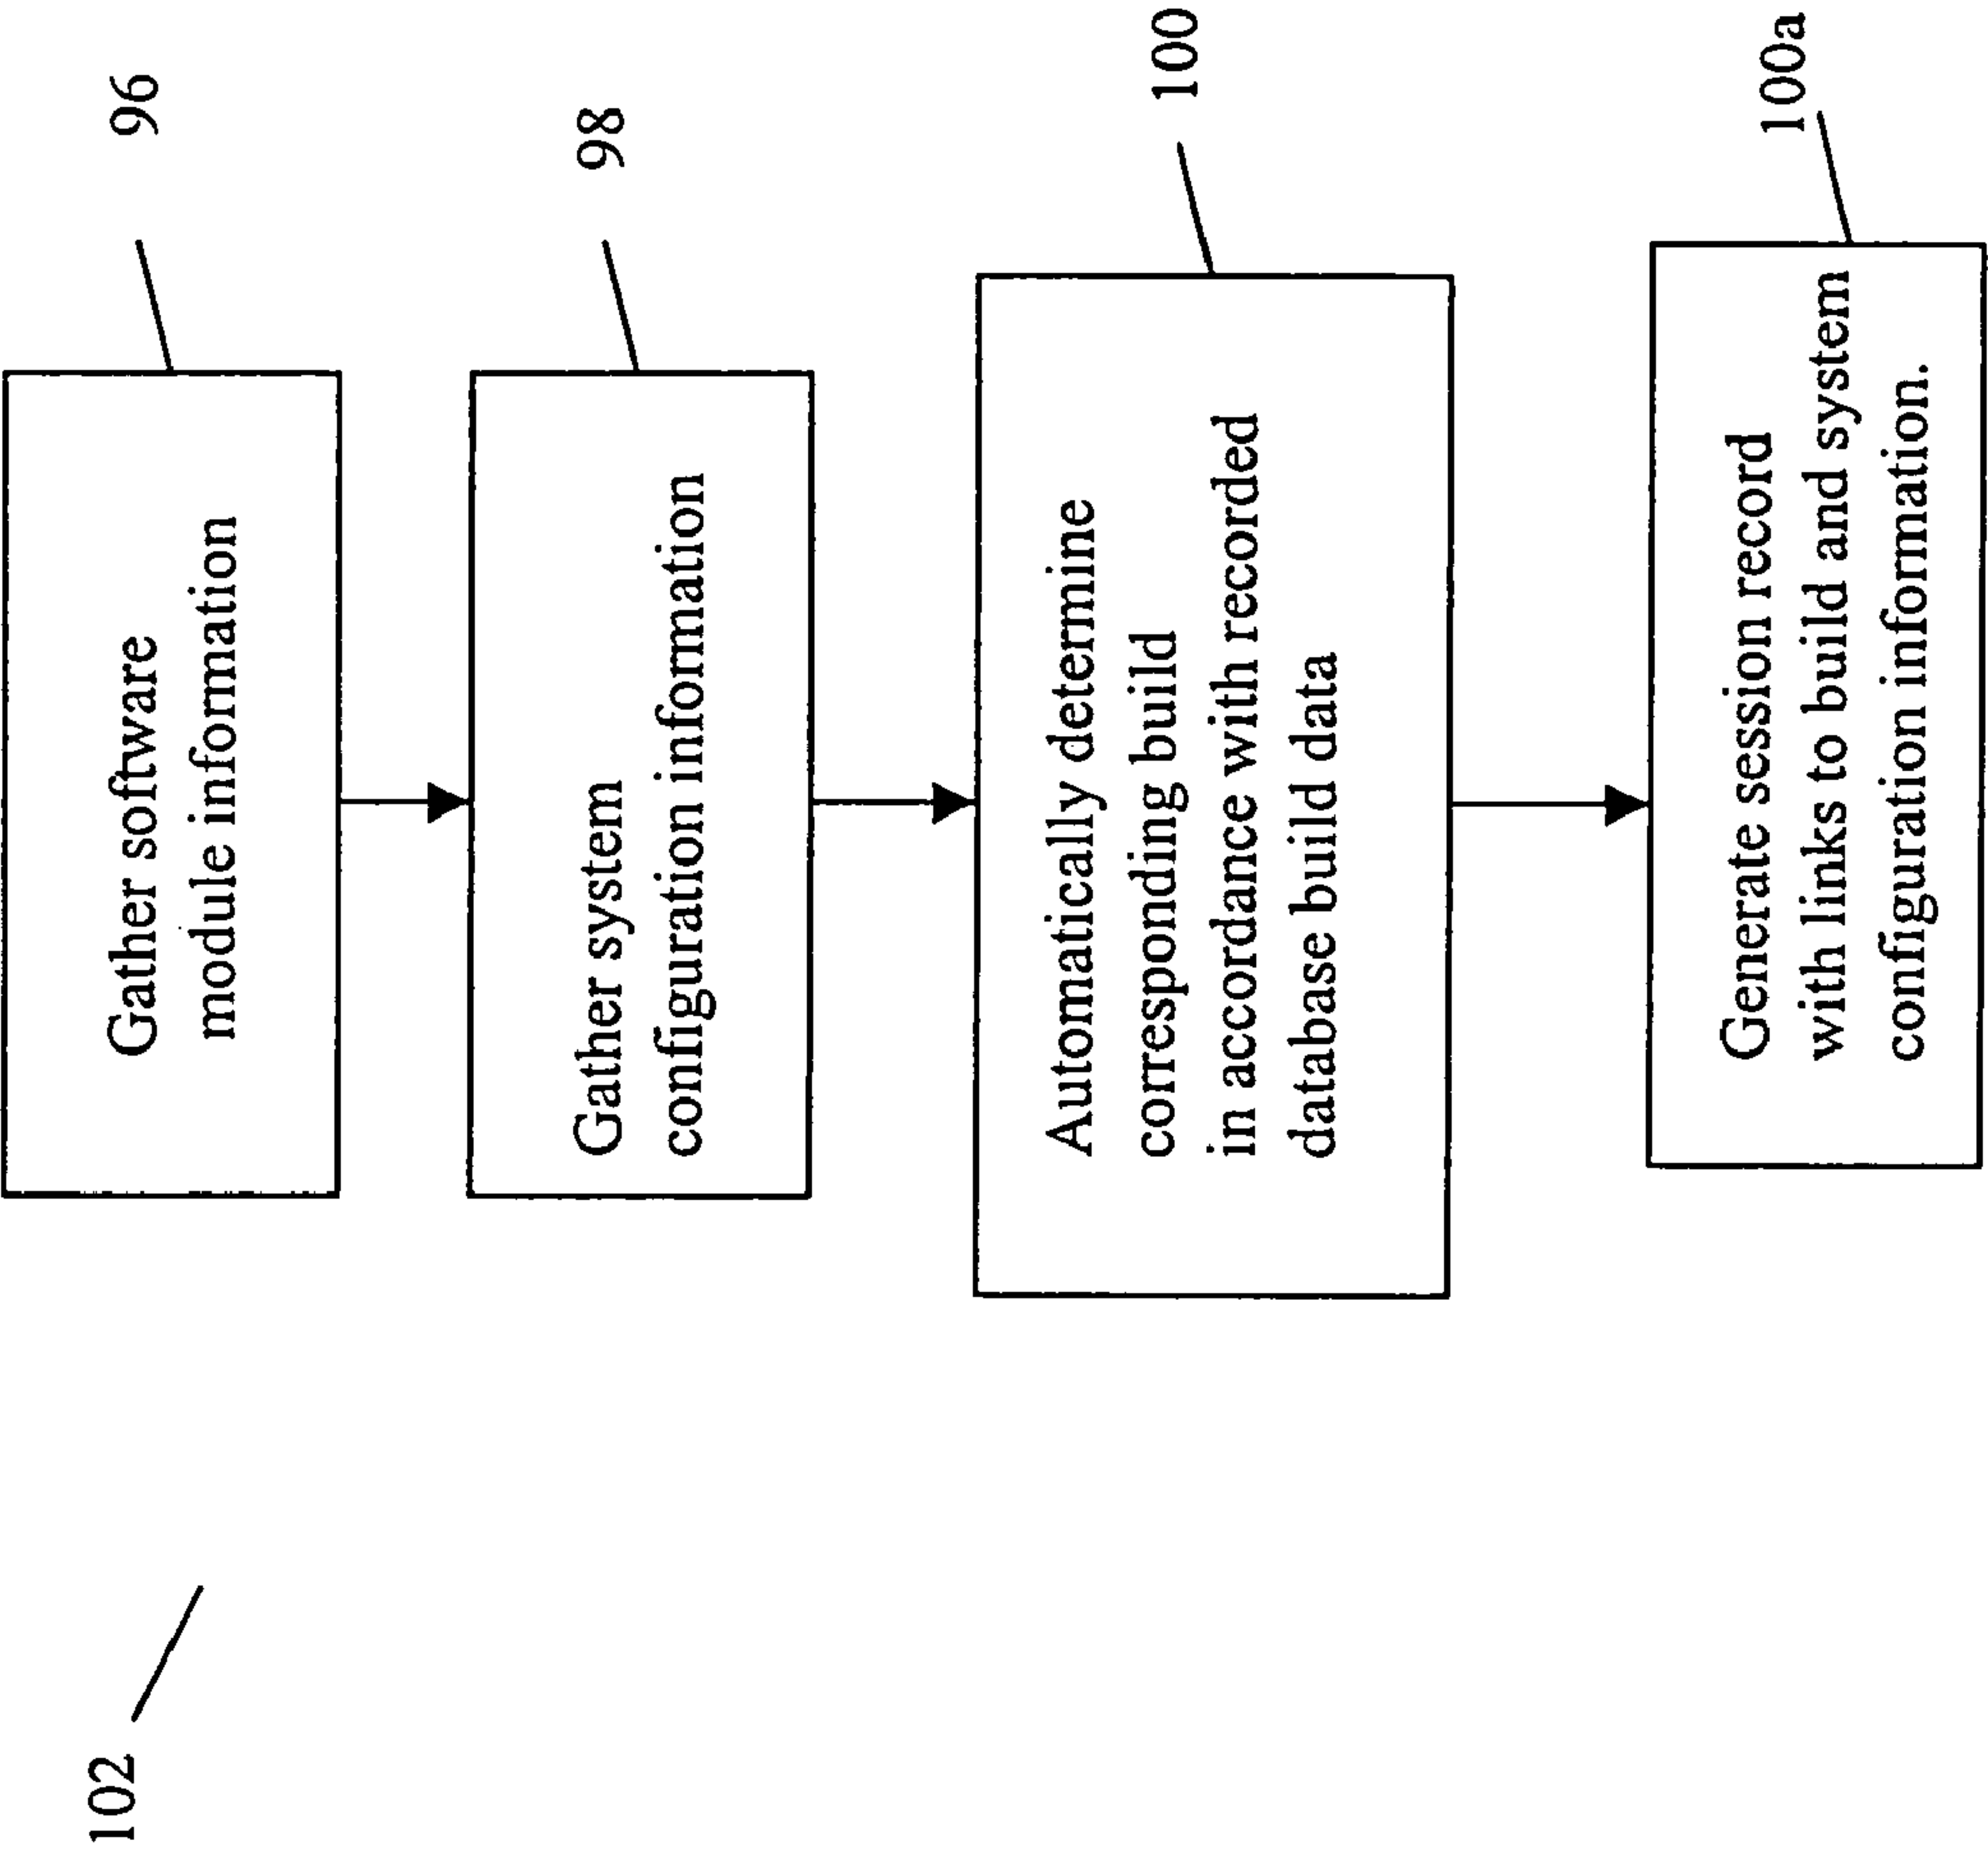 102
Gather software
module information
96
Gather system
configuration information
98
Automatically determine
corresponding build
in accordance with recorded
database build data
100
Generate session record
with links to build and system
configuration information.
100a